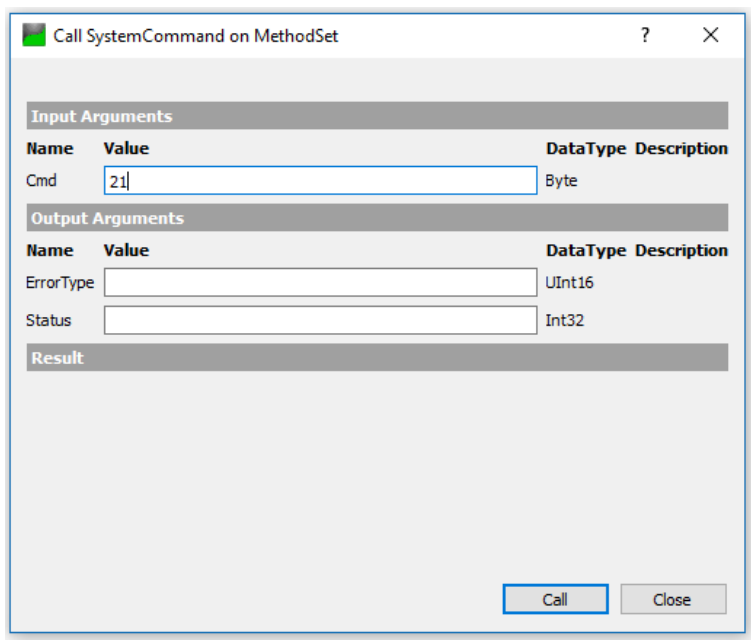 Call SystemCommand on MethodSet ?
Input Arguments
Name Value DataType Description
Cmd 21 Byte
Output Arguments
Name Value DataType Description
ErrorType UInt16
Status Int32
Result
Call Close